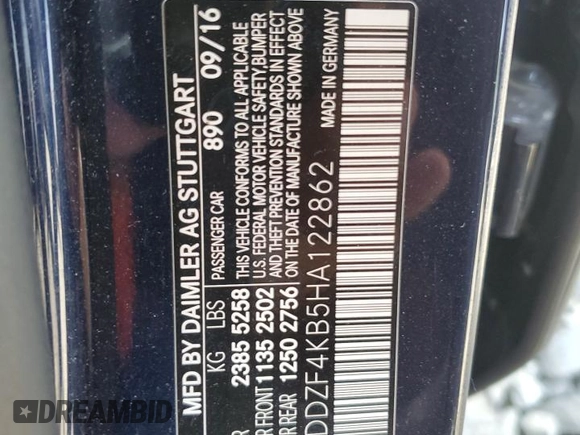 MFD BY DAIMLER AG STUTTGART
890 09/16
KG LBS PASSENGER CAR
R 2385 5258 THIS VEHICLE CONFORMS TO ALL APPLICABLE
R FRONT 1135 2502 U.S. FEDERAL MOTOR VEHICLE SAFETY, BUMPER
AND THEFT PREVENTION STANDARDS IN EFFECT
R REAR 1250 2756 ON THE DATE OF MANUFACTURE SHOWN ABOVE
DDZF4KB5HA122862 MADE IN GERMANY
DREAMBID